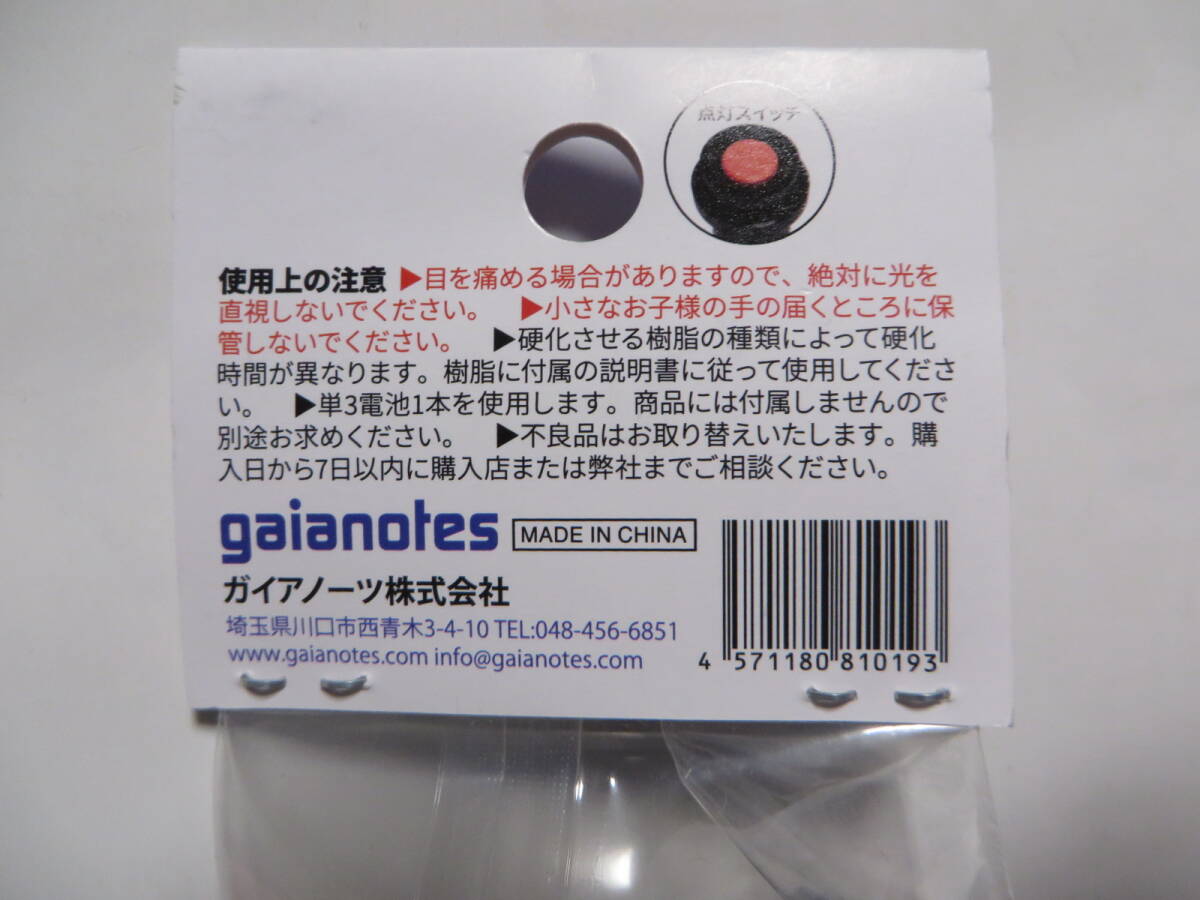 点灯スイッチ
使用上の注意 ▶目を痛める場合がありますので、絶対に光を
直視しないでください。 ▶小さなお子様の手の届くところに保
管しないでください。 ▶硬化させる樹脂の種類によって硬化
時間が異なります。樹脂に付属の説明書に従って使用してくださ
い。 ▶単3電池1本を使用します。商品には付属しませんので
別途お求めください。 ▶不良品はお取り替えいたします。購
入日から7日以内に購入店または弊社までご相談ください。
gaianotes MADE IN CHINA
ガイアノーツ株式会社
埼玉県川口市西青木3-4-10 TEL:048-456-6851
www.gaianotes.com info@gaianotes.com
4 571180 810193